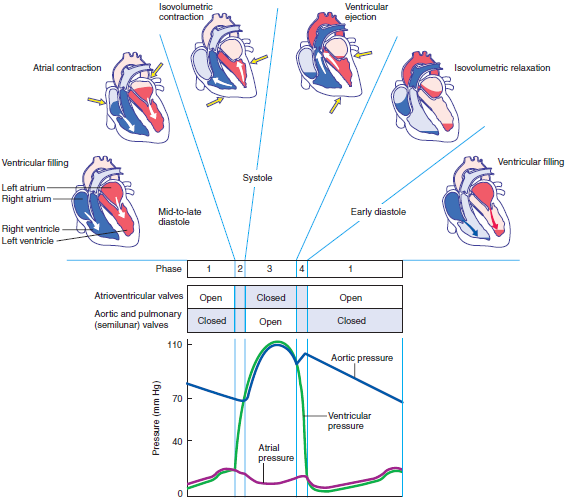 Isovolumetric
contraction
Ventricular
ejection
Atrial contraction
Isovolumetric relaxation
Ventricular filling
Ventricular filling
Left atrium
Right atrium
Systole
Mid-to-late
diastole
Early diastole
Right ventricle
Left ventricle
Phase 1 2 3 4 1
Atrioventricular valves Open Closed Open
Aortic and pulmonary
(semilunar) valves Closed Open Closed
110
Aortic pressure
70
Ventricular
pressure
Pressure (mm Hg)
40
Atrial
pressure
0